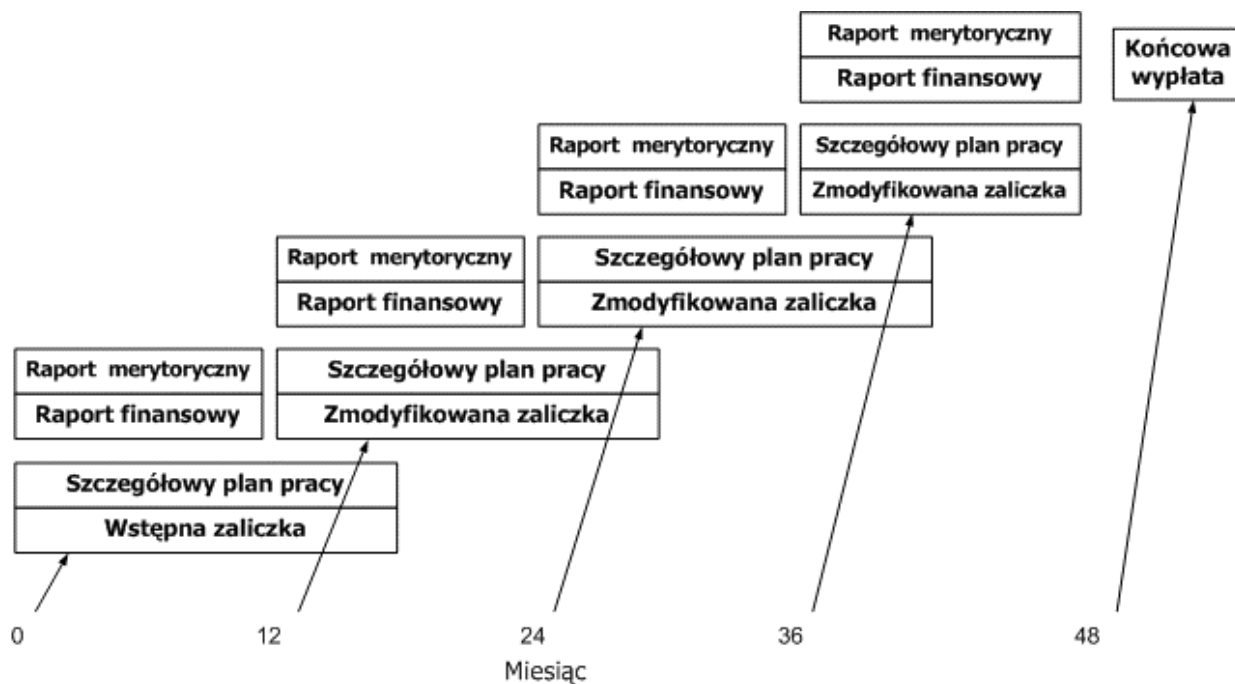 Raport merytoryczny
Raport finansowy
Końcowa
wypłata
Raport merytoryczny
Raport finansowy
Szczegółowy plan pracy
Zmodyfikowana zaliczka
Raport merytoryczny
Raport finansowy
Szczegółowy plan pracy
Zmodyfikowana zaliczka
Raport merytoryczny
Raport finansowy
Szczegółowy plan pracy
Zmodyfikowana zaliczka
Szczegółowy plan pracy
Wstępna zaliczka
0 12 24 36 48
Miesiąc